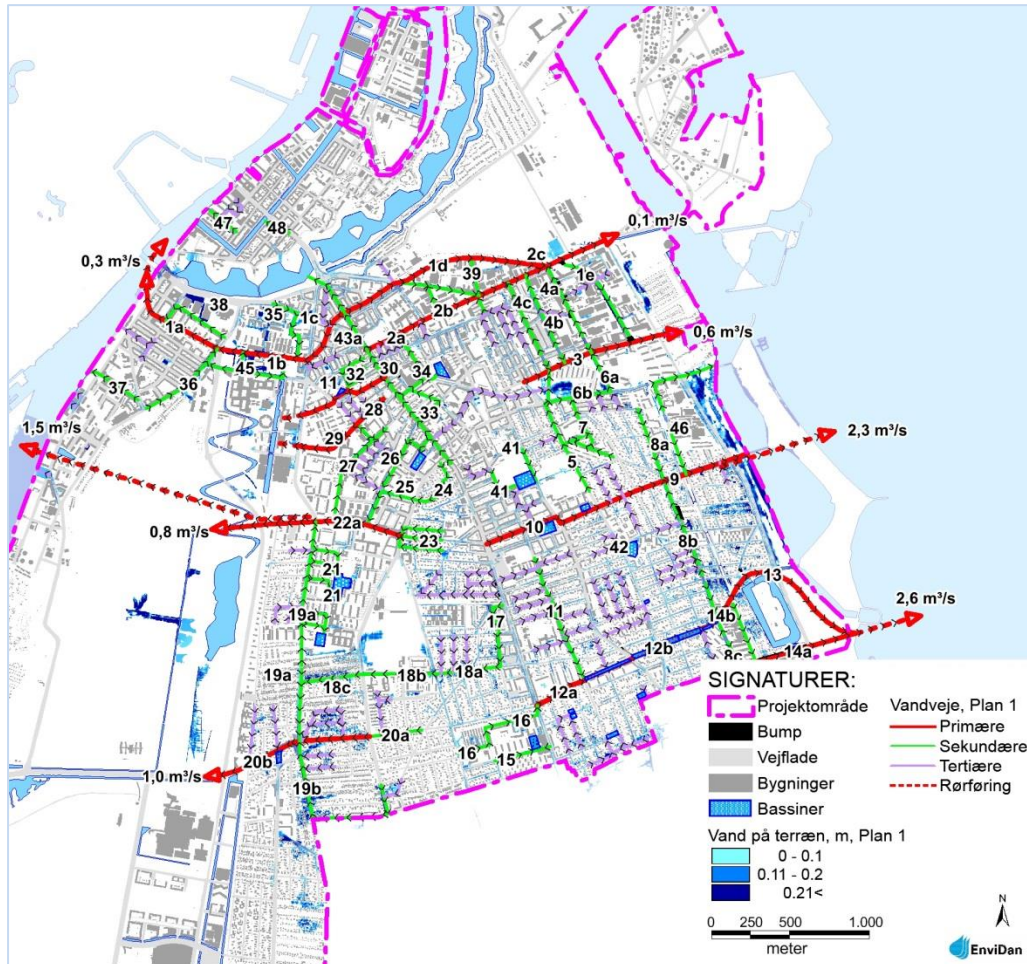 47
48
0,1 m³/s
0,3 m³/s
2c
1d
39
1e
4a
4c
38
35
1c
2b
4b
1a
43a
2a
0,6 m³/s
3
45
1b
30
34
6a
37
36
11
32
6b
28
33
46
1,5 m³/s
29
7
8a
2,3 m³/s
27
26
41
5
25
24
41
9
22a
10
0,8 m³/s
23
42
8b
21
13
21
11
2,6 m³/s
19a
17
14b
12b
19a
18b
18a
8c
14a
18c
12a
16
20a
16
20b
15
1,0 m³/s
19b
SIGNATURER:
Projektområde
Bump
Vejflade
Bygninger
Bassiner
Vand på terræn, m, Plan 1
0 - 0.1
0.11 - 0.2
0.21<
Vandveje, Plan 1
Primære
Sekundære
Tertiære
Rørføring
0 250 500 1.000
meter
N
EnviDan